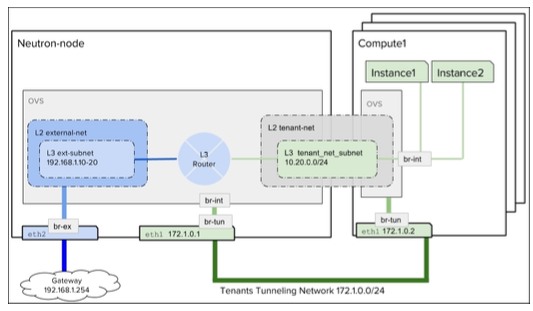 Neutron-node
Compute1
Instance1
Instance2
OVS
OVS
L2 external-net
L2 tenant-net
L3 ext-subnet
192.168.1.10-20
L3
Router
L3 tenant_net_subnet
10.20.0.0/24
br-int
br-int
br-ex
br-tun
br-tun
eth2
eth1 172.1.0.1
eth1 172.1.0.2
Gateway
192.168.1.254
Tenants Tunneling Network 172.1.0.0/24